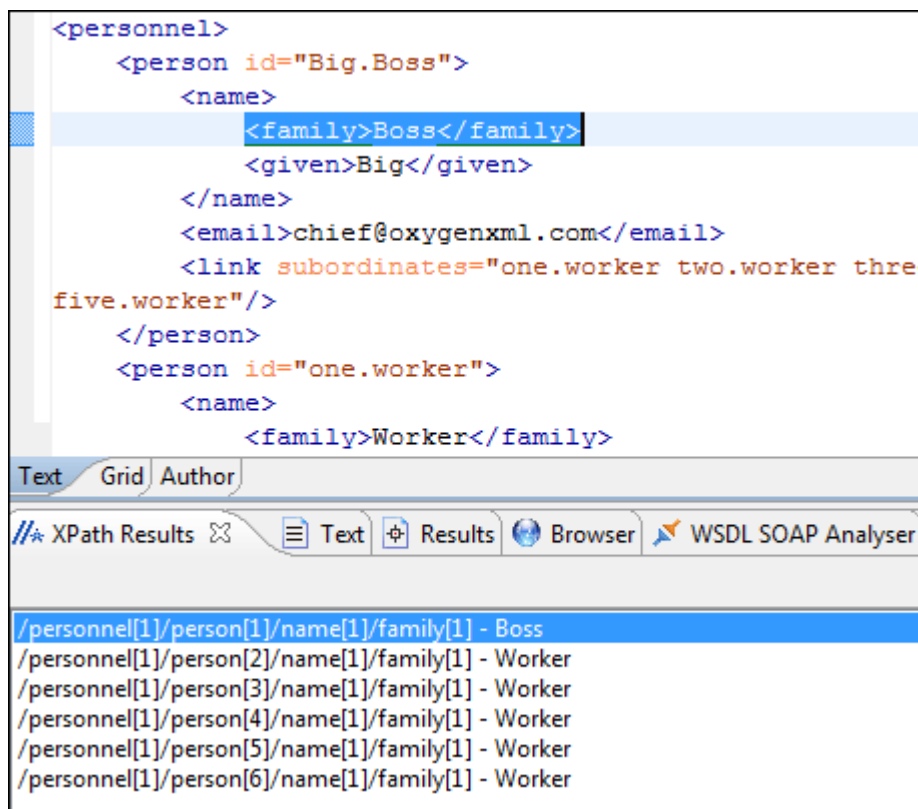 <personnel>
<person id="Big.Boss">
<name>
<family>Boss</family>
<given>Big</given>
</name>
<email>chief@oxygenxml.com</email>
<link subordinates="one.worker two.worker thre
five.worker"/>
</person>
<person id="one.worker">
<name>
<family>Worker</family>
Text Grid Author
XPath Results Text Results Browser WSDL SOAP Analyser
/personnel[1]/person[1]/name[1]/family[1] - Boss
/personnel[1]/person[2]/name[1]/family[1] - Worker
/personnel[1]/person[3]/name[1]/family[1] - Worker
/personnel[1]/person[4]/name[1]/family[1] - Worker
/personnel[1]/person[5]/name[1]/family[1] - Worker
/personnel[1]/person[6]/name[1]/family[1] - Worker